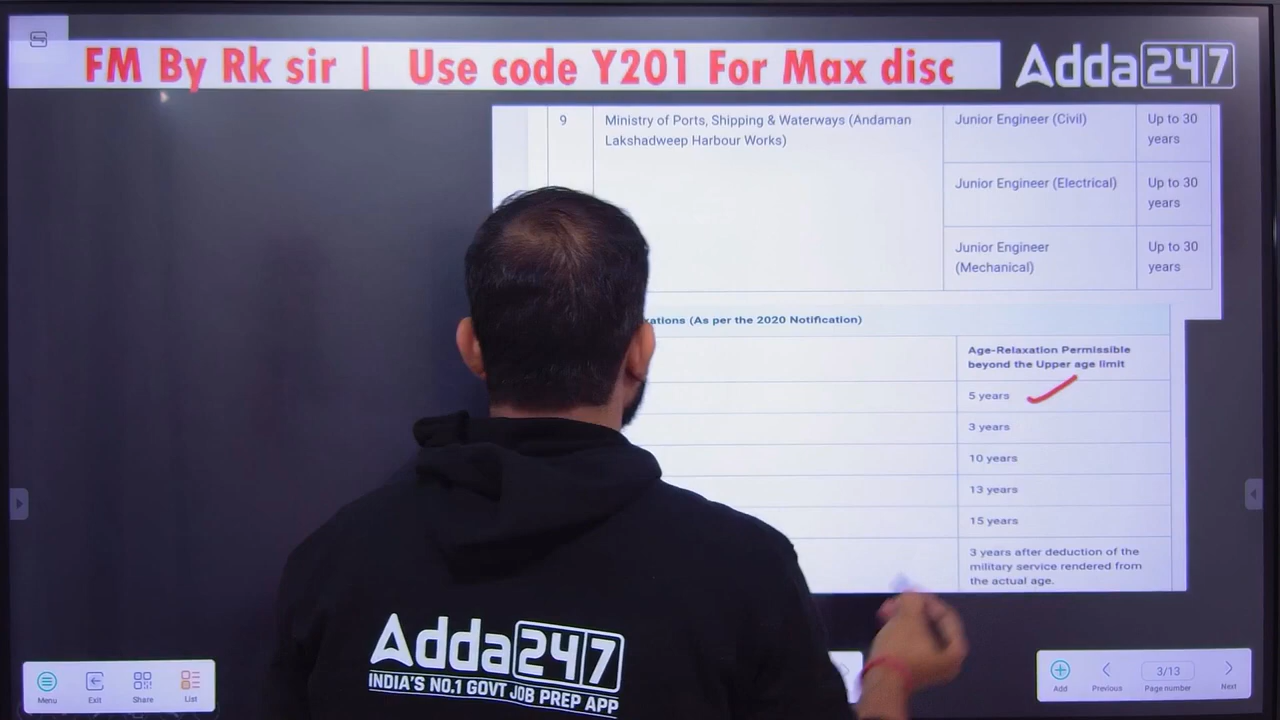 FM By Rk sir | Use code Y201 For Max disc
Adda247
9
Ministry of Ports, Shipping & Waterways (Andaman
Lakshadweep Harbour Works)
Junior Engineer (Civil)
Up to 30
years
Junior Engineer (Electrical)
Up to 30
years
Junior Engineer
(Mechanical)
Up to 30
years
(As per the 2020 Notification)
Age-Relaxation Permissible
beyond the Upper age limit
5 years
3 years
10 years
13 years
15 years
3 years after deduction of the
military service rendered from
the actual age.
Adda247
INDIA'S NO.1 GOVT JOB PREP APP
Menu
Exit
Share
List
Add
Previous
3/13
Page number
Next